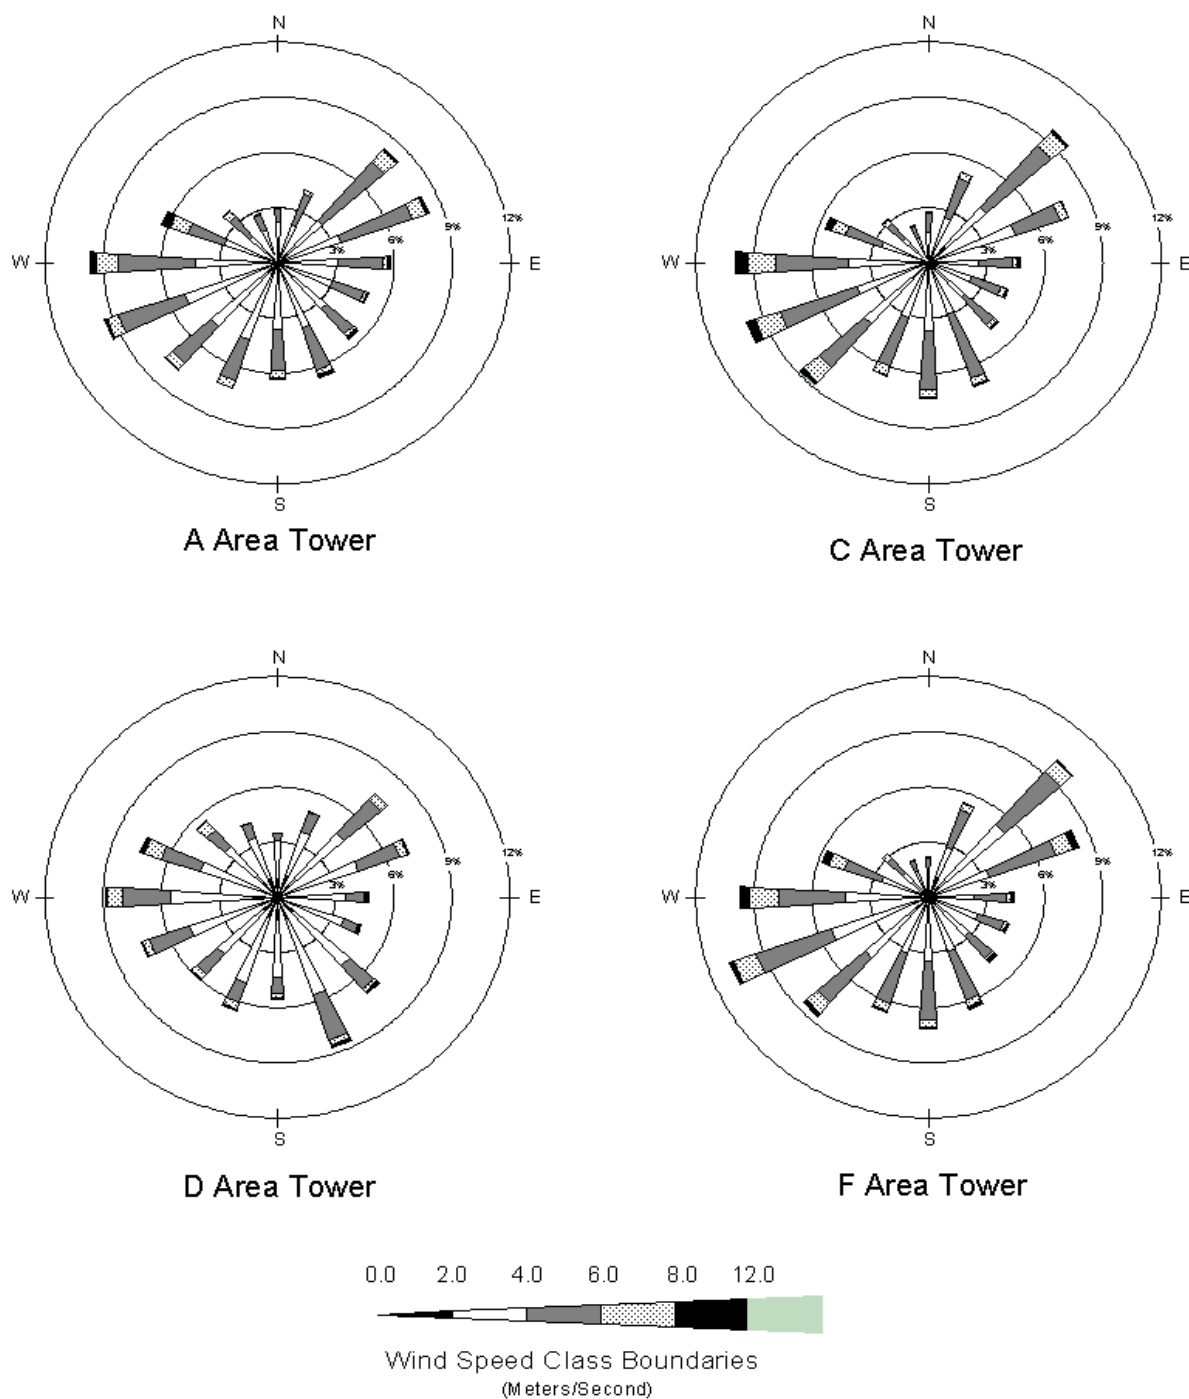 N
N
12%
12%
9%
9%
6%
6%
3%
3%
W
E
W
E
S
S
A Area Tower
C Area Tower
N
N
12%
12%
9%
9%
6%
6%
3%
3%
W
E
W
E
S
S
D Area Tower
F Area Tower
0.0 2.0 4.0 6.0 8.0 12.0
Wind Speed Class Boundaries
(Meters/Second)